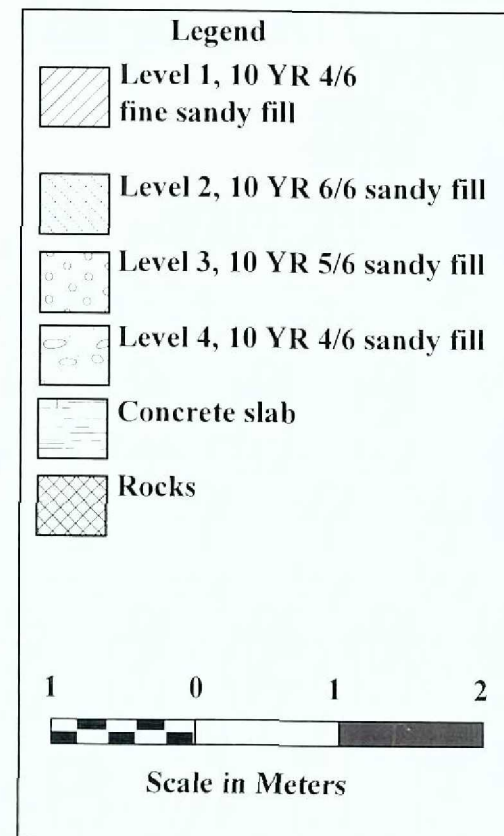 Legend
Level 1, 10 YR 4/6
fine sandy fill
Level 2, 10 YR 6/6 sandy fill
Level 3, 10 YR 5/6 sandy fill
Level 4, 10 YR 4/6 sandy fill
Concrete slab
Rocks
1 0 1 2
Scale in Meters